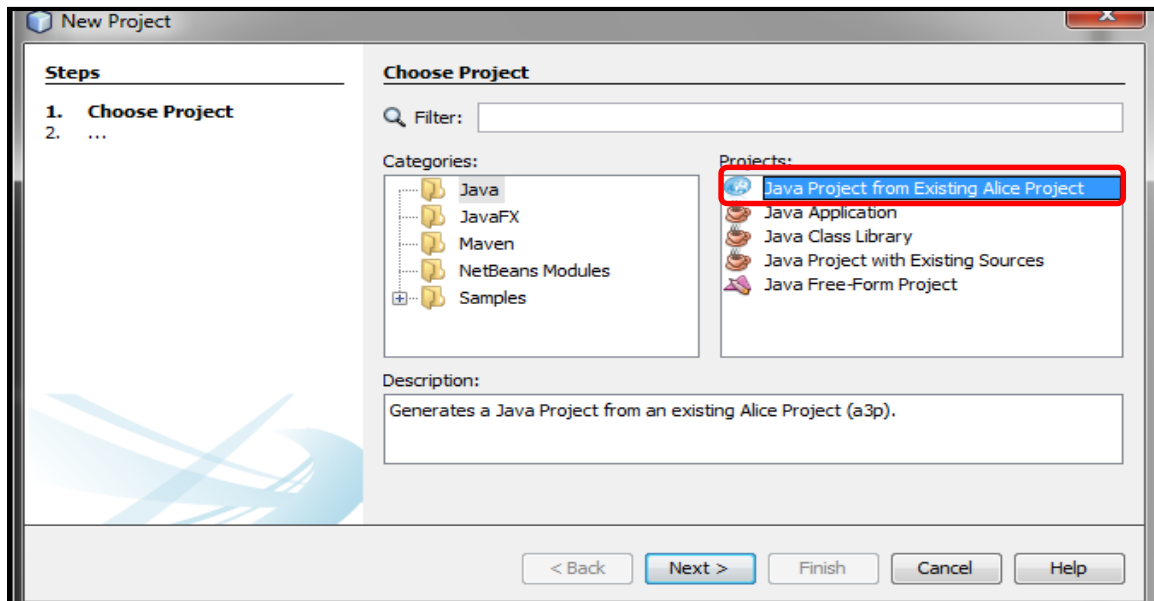 New Project
Steps
1. Choose Project
2. ...
Choose Project
Filter:
Categories:
Java
JavaFX
Maven
NetBeans Modules
Samples
Projects:
Java Project from Existing Alice Project
Java Application
Java Class Library
Java Project with Existing Sources
Java Free-Form Project
Description:
Generates a Java Project from an existing Alice Project (a3p).
< Back
Next >
Finish
Cancel
Help